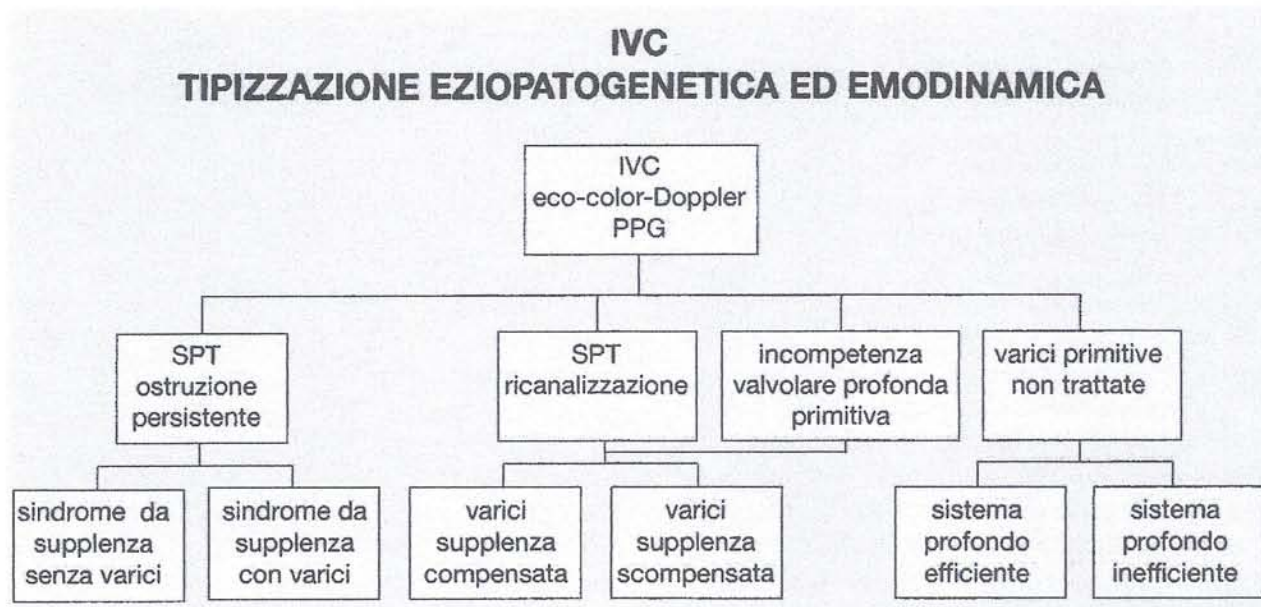 IVC
TIPIZZAZIONE EZIOPATOGENETICA ED EMODINAMICA
IVC
eco-color-Doppler
PPG
SPT
ostruzione
persistente
SPT
ricanalizzazione
incompetenza
valvolare profonda
primitiva
varici primitive
non trattate
sindrome da
supplenza
senza varici
sindrome da
supplenza
con varici
varici
supplenza
compensata
varici
supplenza
scompensata
sistema
profondo
efficiente
sistema
profondo
inefficiente